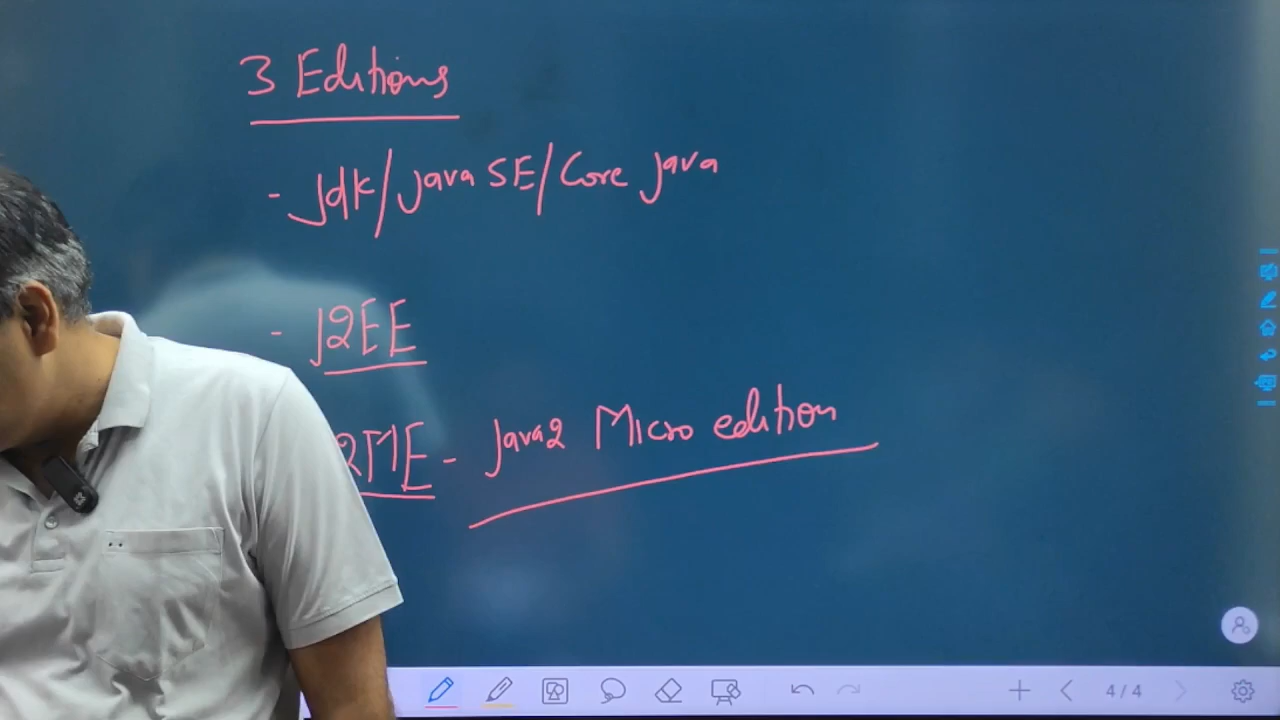 3 Editions
- Jdk/Java SE/Core Java
- J2EE
2ME - Java2 Micro edition
4 / 4